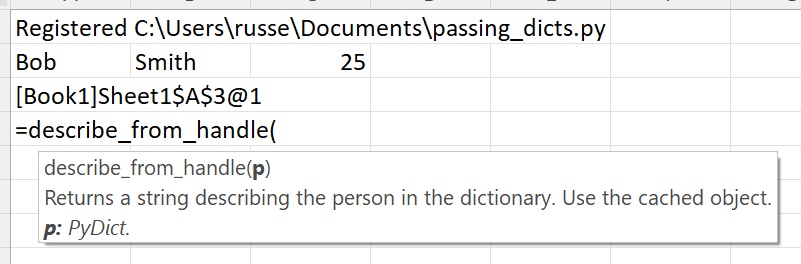 Registered C:\Users\russe\Documents\passing_dicts.py
Bob Smith 25
[Book1]Sheet1$A$3@1
=describe_from_handle(
describe_from_handle(p)
Returns a string describing the person in the dictionary. Use the cached object.
p: PyDict.